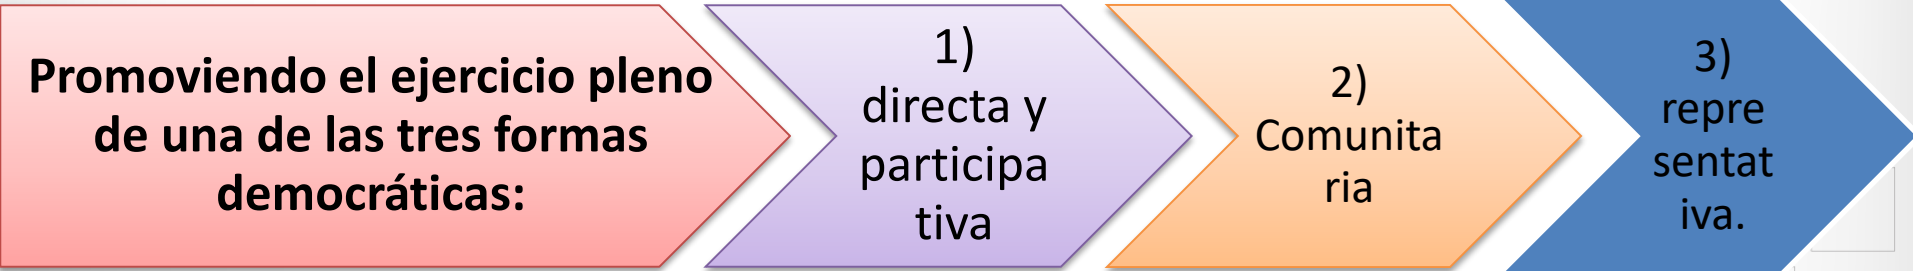 Promoviendo el ejercicio pleno
de una de las tres formas
democráticas:
1)
directa y
participa
tiva
2)
Comunita
ria
3)
repre
sentat
iva.